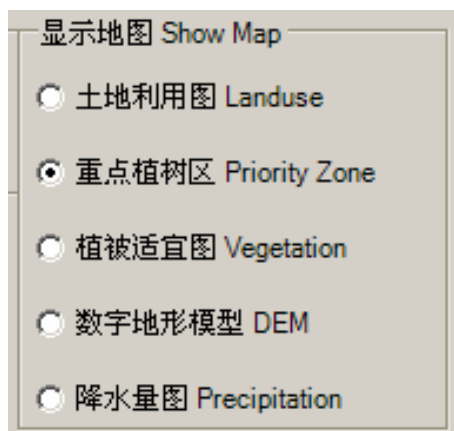 显示地图 Show Map
土地利用图 Landuse
重点植树区 Priority Zone
植被适宜图 Vegetation
数字地形模型 DEM
降水量图 Precipitation